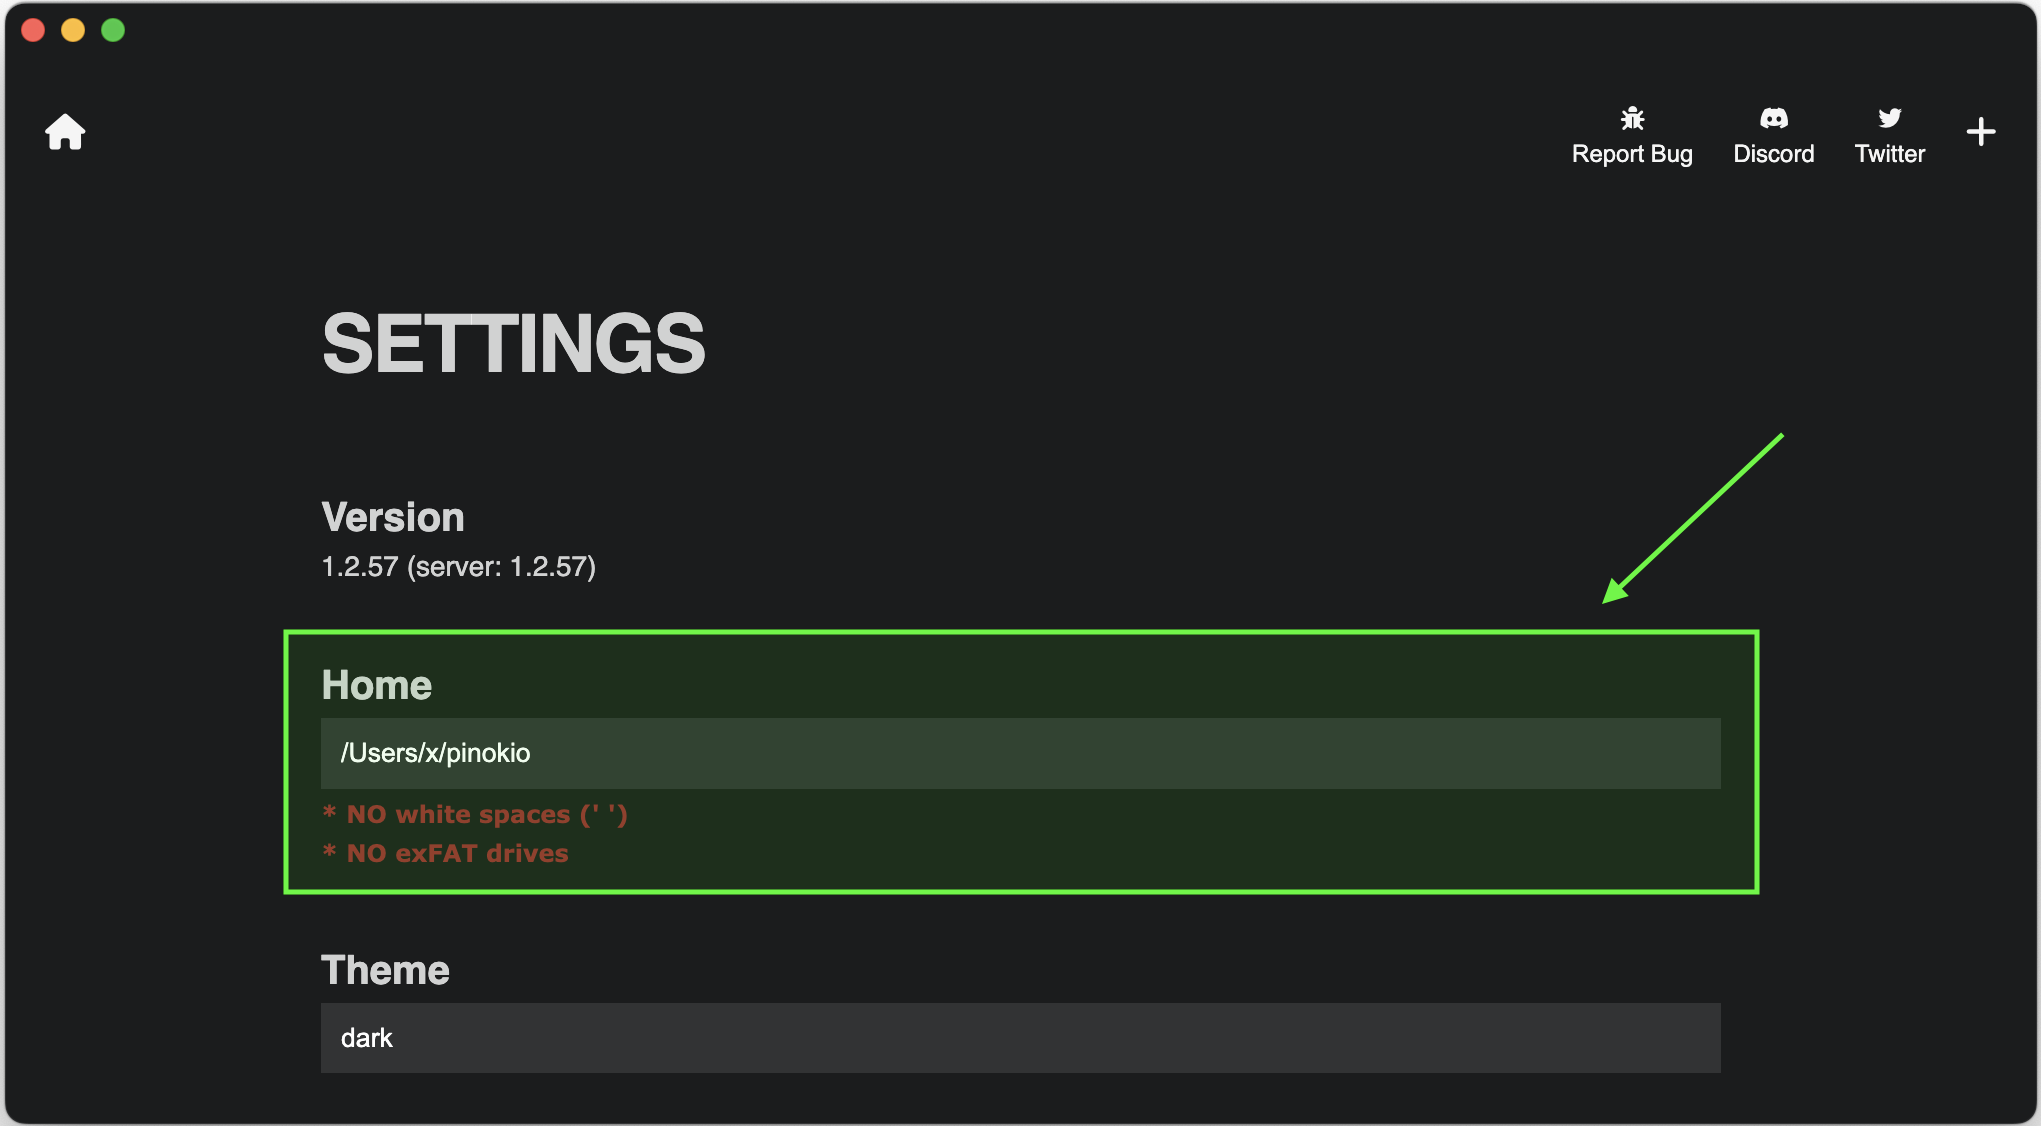 Report Bug
Discord
Twitter
SETTINGS
Version
1.2.57 (server: 1.2.57)
Home
/Users/x/pinokio
* NO white spaces (' ')
* NO exFAT drives
Theme
dark